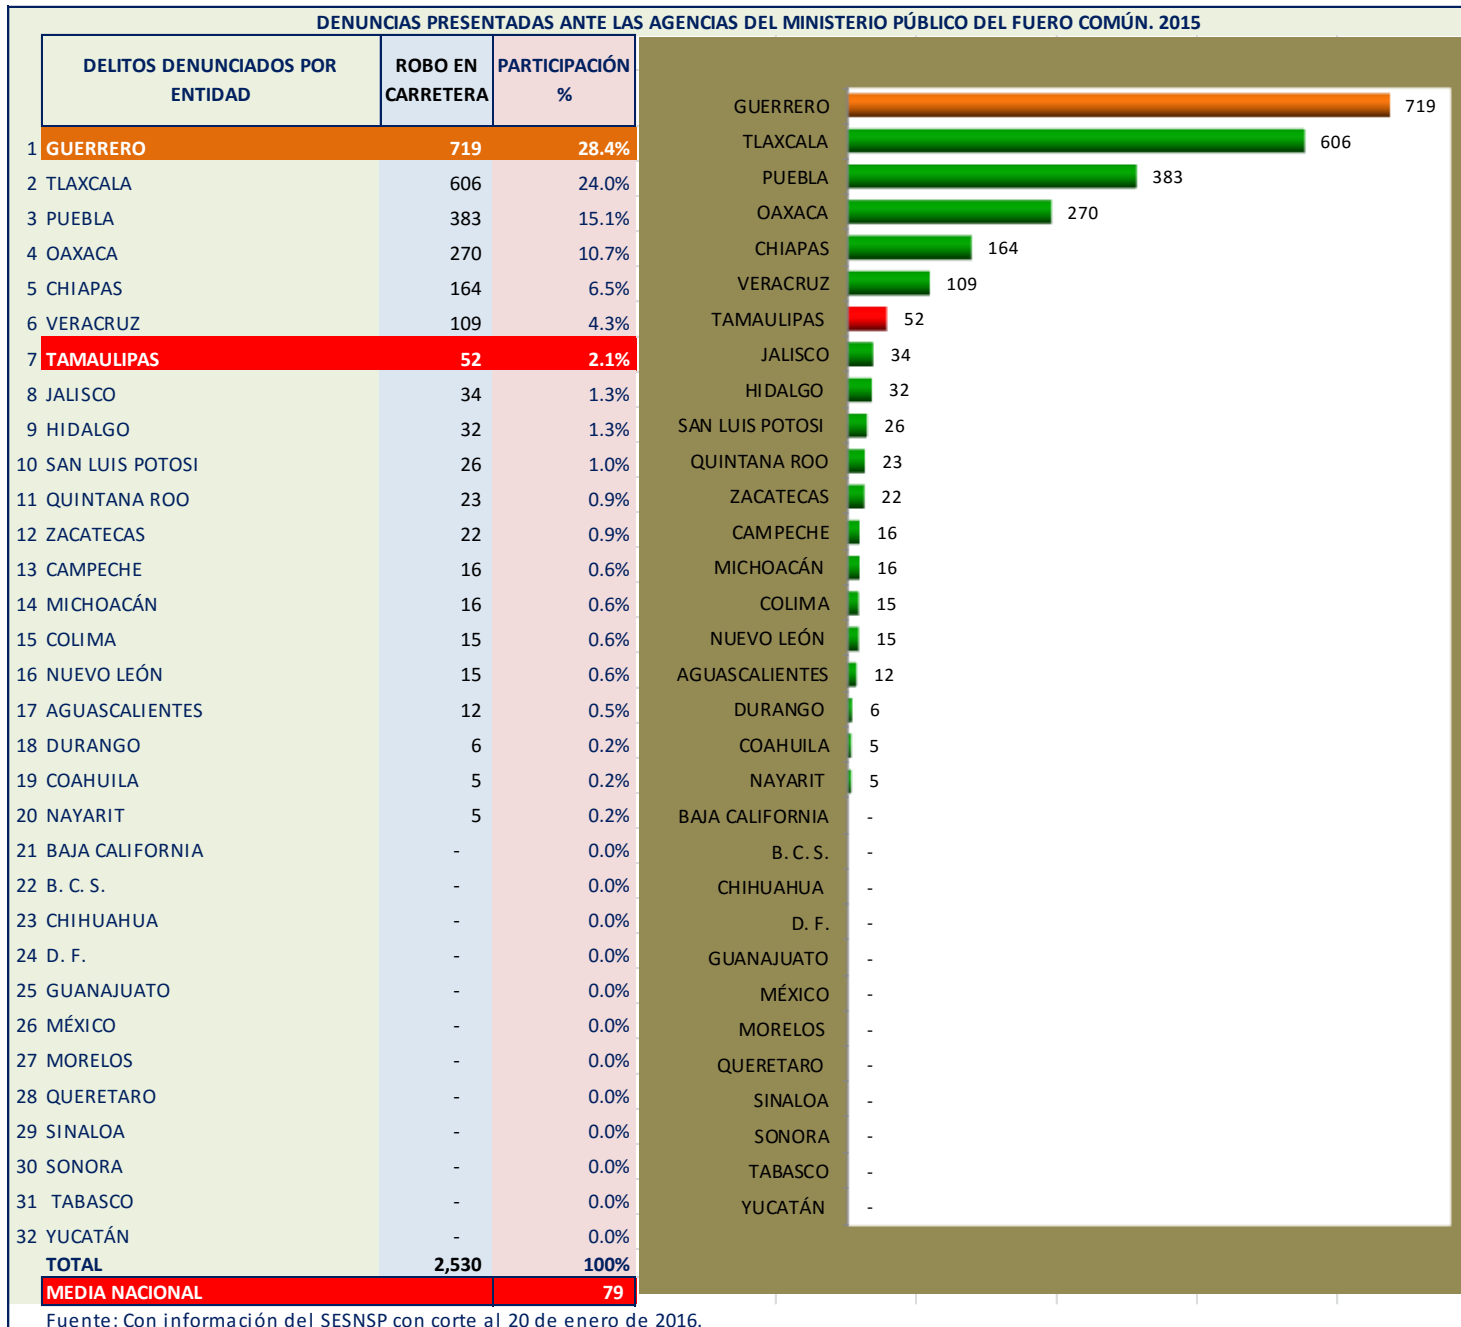 DENUNCIAS PRESENTADAS ANTE LAS AGENCIAS DEL MINISTERIO PÚBLICO DEL FUERO COMÚN. 2015
DELITOS DENUNCIADOS POR ENTIDAD ROBO EN CARRETERA PARTICIPACIÓN %
1 GUERRERO 719 28.4%
2 TLAXCALA 606 24.0%
3 PUEBLA 383 15.1%
4 OAXACA 270 10.7%
5 CHIAPAS 164 6.5%
6 VERACRUZ 109 4.3%
7 TAMAULIPAS 52 2.1%
8 JALISCO 34 1.3%
9 HIDALGO 32 1.3%
10 SAN LUIS POTOSI 26 1.0%
11 QUINTANA ROO 23 0.9%
12 ZACATECAS 22 0.9%
13 CAMPECHE 16 0.6%
14 MICHOACÁN 16 0.6%
15 COLIMA 15 0.6%
16 NUEVO LEÓN 15 0.6%
17 AGUASCALIENTES 12 0.5%
18 DURANGO 6 0.2%
19 COAHUILA 5 0.2%
20 NAYARIT 5 0.2%
21 BAJA CALIFORNIA - 0.0%
22 B. C. S. - 0.0%
23 CHIHUAHUA - 0.0%
24 D. F. - 0.0%
25 GUANAJUATO - 0.0%
26 MÉXICO - 0.0%
27 MORELOS - 0.0%
28 QUERETARO - 0.0%
29 SINALOA - 0.0%
30 SONORA - 0.0%
31 TABASCO - 0.0%
32 YUCATÁN - 0.0%
TOTAL 2,530 100%
MEDIA NACIONAL 79
GUERRERO 719
TLAXCALA 606
PUEBLA 383
OAXACA 270
CHIAPAS 164
VERACRUZ 109
TAMAULIPAS 52
JALISCO 34
HIDALGO 32
SAN LUIS POTOSI 26
QUINTANA ROO 23
ZACATECAS 22
CAMPECHE 16
MICHOACÁN 16
COLIMA 15
NUEVO LEÓN 15
AGUASCALIENTES 12
DURANGO 6
COAHUILA 5
NAYARIT 5
BAJA CALIFORNIA -
B. C. S. -
CHIHUAHUA -
D. F. -
GUANAJUATO -
MÉXICO -
MORELOS -
QUERETARO -
SINALOA -
SONORA -
TABASCO -
YUCATÁN -
Fuente: Con información del SESNSP con corte al 20 de enero de 2016.